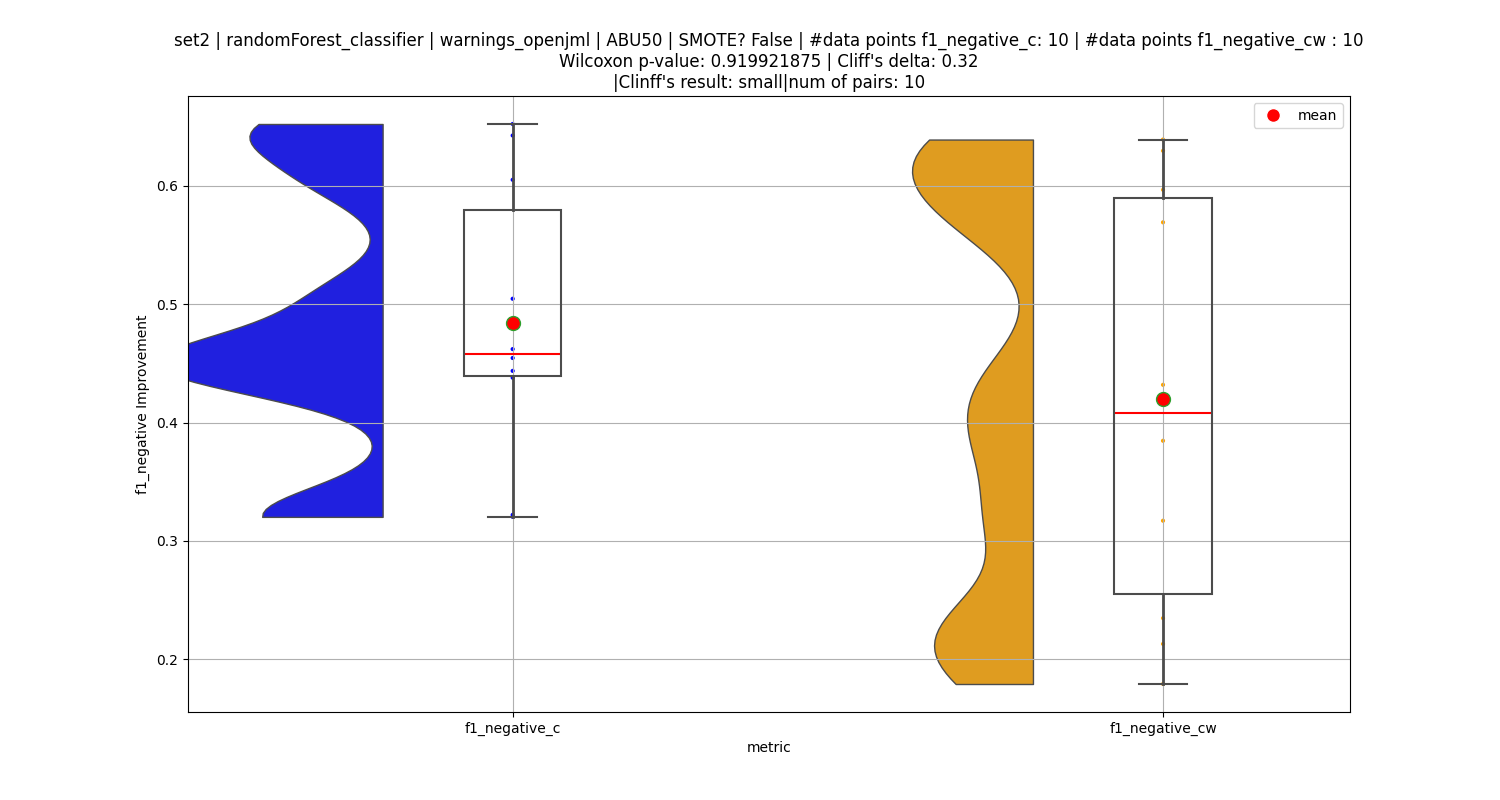 set2 | randomForest_classifier | warnings_openjml | ABU50 | SMOTE? False | #data points f1_negative_c: 10 | #data points f1_negative_cw : 10
Wilcoxon p-value: 0.919921875 | Cliff's delta: 0.32
|Clinff's result: small|num of pairs: 10
mean
0.6
0.5
0.4
0.3
0.2
f1_negative Improvement
f1_negative_c
f1_negative_cw
metric